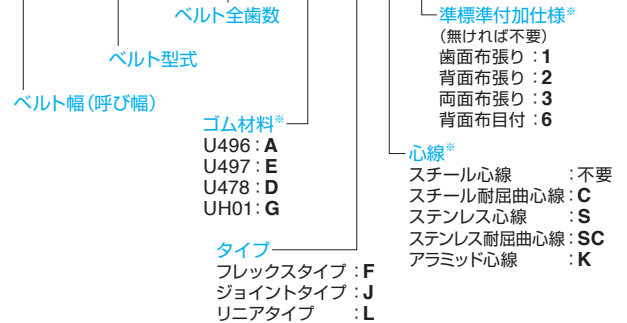 ベルト全歯数
ベルト型式
ベルト幅(呼び幅)
ゴム材料※
U496：A
U497：E
U478：D
UH01：G
タイプ
フレックスタイプ：F
ジョイントタイプ：J
リニアタイプ：L
準標準付加仕様※
(無ければ不要)
歯面布張り：1
背面布張り：2
両面布張り：3
背面布目付：6
心線※
スチール心線：不要
スチール耐屈曲心線：C
ステンレス心線：S
ステンレス耐屈曲心線：SC
アラミッド心線：K